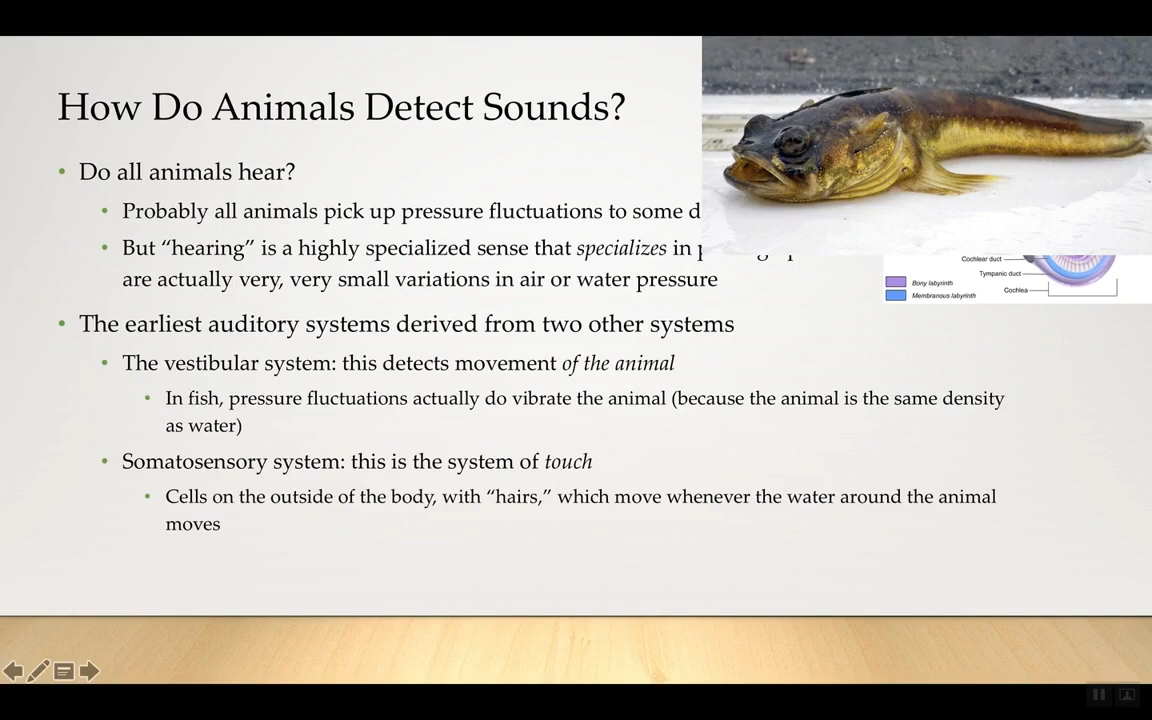 How Do Animals Detect Sounds?
Do all animals hear?
Probably all animals pick up pressure fluctuations to some
But “hearing” is a highly specialized sense that specializes in
are actually very, very small variations in air or water pressure
Cochlear duct
Tympanic duct
Cochlea
Bony labyrinth
Membranous labyrinth
The earliest auditory systems derived from two other systems
The vestibular system: this detects movement of the animal
In fish, pressure fluctuations actually do vibrate the animal (because the animal is the same density
as water)
Somatosensory system: this is the system of touch
Cells on the outside of the body, with “hairs,” which move whenever the water around the animal
moves